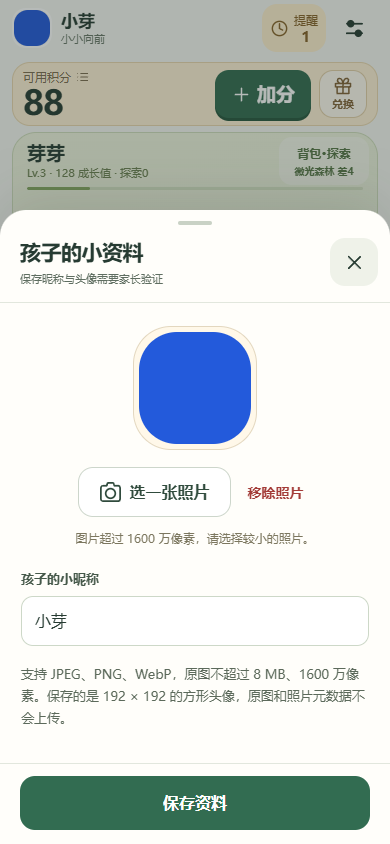 小芽
小小向前
提醒
1
可用积分
88
加分
兑换
芽芽
Lv.3 · 128 成长值 · 探索0
背包•探索
微光森林 差4
孩子的小资料
保存昵称与头像需要家长验证
选一张照片
移除照片
图片超过 1600 万像素，请选择较小的照片。
孩子的小昵称
小芽
支持 JPEG、PNG、WebP，原图不超过 8 MB、1600 万像
素。保存的是 192 × 192 的方形头像，原图和照片元数据不
会上传。
保存资料